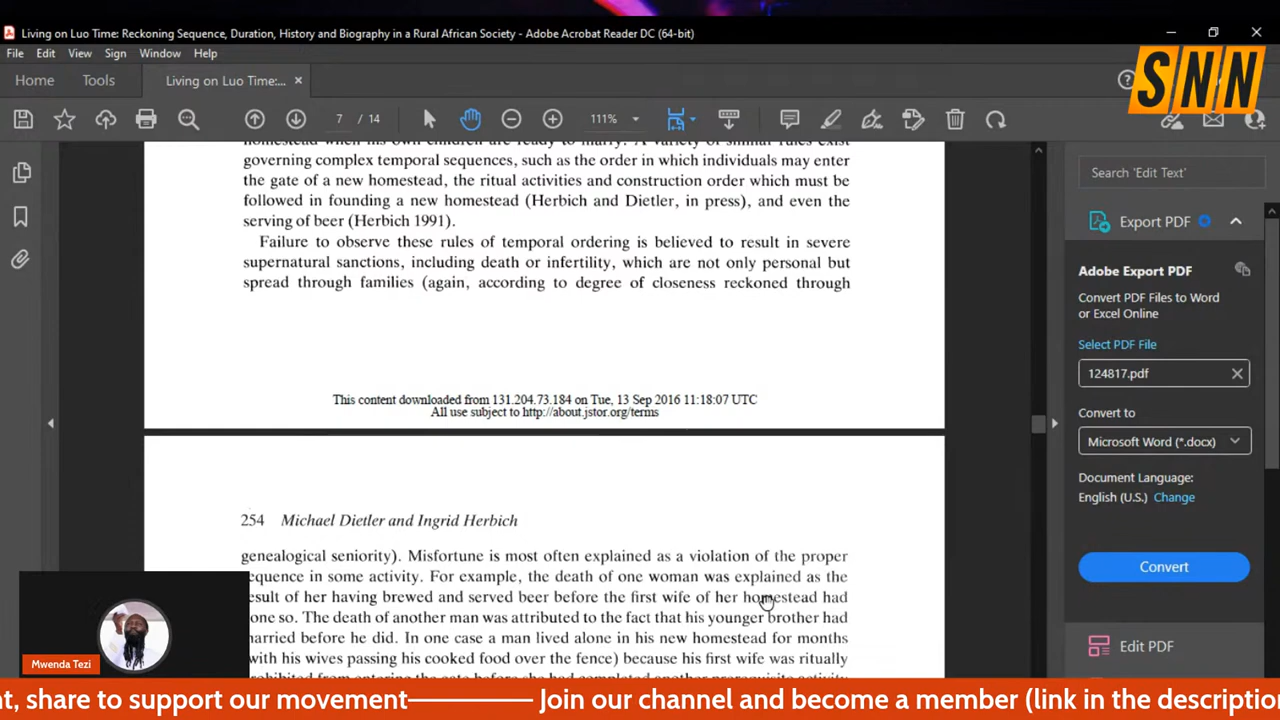 Living on Luo Time: Reckoning Sequence, Duration, History and Biography in a Rural African Society - Adobe Acrobat Reader DC (64-bit)
File Edit View Sign Window Help
Home Tools Living on Luo Time:...
SNN
7 / 14 111%
homestead when his own children are ready to marry. A variety of similar rules exist
governing complex temporal sequences, such as the order in which individuals may enter
the gate of a new homestead, the ritual activities and construction order which must be
followed in founding a new homestead (Herbich and Dietler, in press), and even the
serving of beer (Herbich 1991).
Failure to observe these rules of temporal ordering is believed to result in severe
supernatural sanctions, including death or infertility, which are not only personal but
spread through families (again, according to degree of closeness reckoned through
This content downloaded from 131.204.73.184 on Tue, 13 Sep 2016 11:18:07 UTC
All use subject to http://about.jstor.org/terms
254 Michael Dietler and Ingrid Herbich
genealogical seniority). Misfortune is most often explained as a violation of the proper
equence in some activity. For example, the death of one woman was explained as the
esult of her having brewed and served beer before the first wife of her homestead had
one so. The death of another man was attributed to the fact that his younger brother had
arried before he did. In one case a man lived alone in his new homestead for months
with his wives passing his cooked food over the fence) because his first wife was ritually
Search 'Edit Text'
Export PDF
Adobe Export PDF
Convert PDF Files to Word
or Excel Online
Select PDF File
124817.pdf
Convert to
Microsoft Word (*.docx)
Document Language:
English (U.S.) Change
Convert
Edit PDF
Mwenda Tezi
t, share to support our movement———— Join our channel and become a member (link in the descriptio